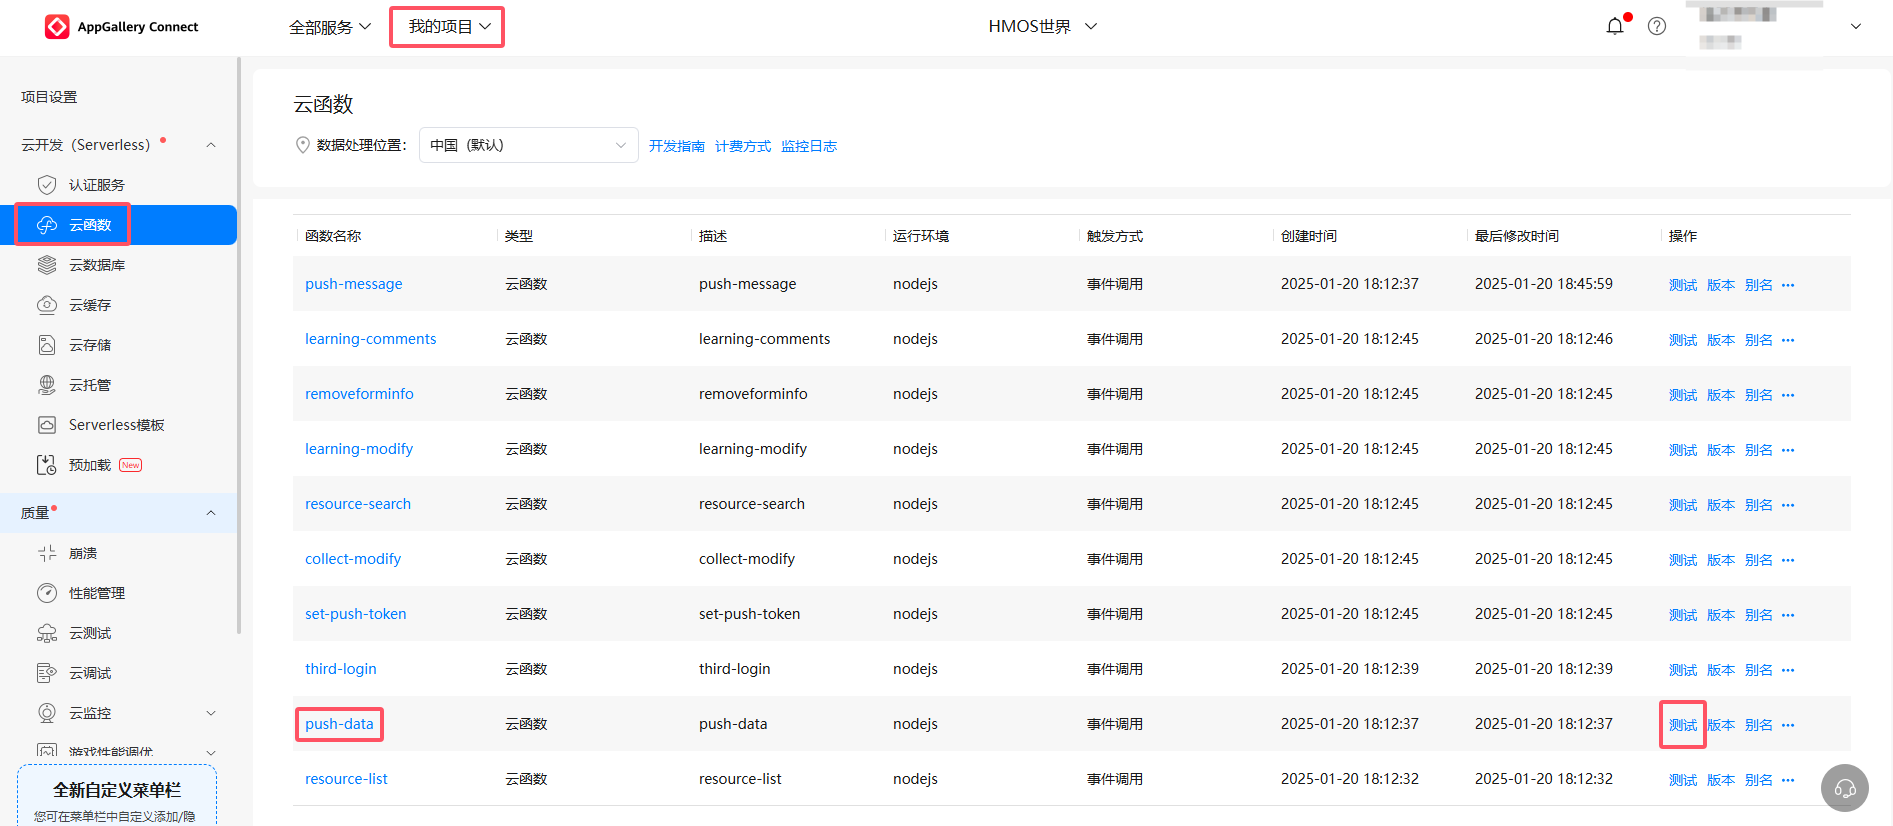 AppGallery Connect
全部服务
我的项目
HMOS世界
项目设置
云开发（Serverless）
认证服务
云函数
云数据库
云缓存
云存储
云托管
Serverless模板
预加载 New
质量
崩溃
性能管理
云测试
云调试
云监控
游戏性能调优
全新自定义菜单栏
您可在菜单栏中自定义添加/隐
云函数
数据处理位置： 中国（默认） 开发指南 计费方式 监控日志
函数名称 类型 描述 运行环境 触发方式 创建时间 最后修改时间 操作
push-message 云函数 push-message nodejs 事件调用 2025-01-20 18:12:37 2025-01-20 18:45:59 测试 版本 别名 ···
learning-comments 云函数 learning-comments nodejs 事件调用 2025-01-20 18:12:45 2025-01-20 18:12:46 测试 版本 别名 ···
removeforminfo 云函数 removeforminfo nodejs 事件调用 2025-01-20 18:12:45 2025-01-20 18:12:45 测试 版本 别名 ···
learning-modify 云函数 learning-modify nodejs 事件调用 2025-01-20 18:12:45 2025-01-20 18:12:45 测试 版本 别名 ···
resource-search 云函数 resource-search nodejs 事件调用 2025-01-20 18:12:45 2025-01-20 18:12:45 测试 版本 别名 ···
collect-modify 云函数 collect-modify nodejs 事件调用 2025-01-20 18:12:45 2025-01-20 18:12:45 测试 版本 别名 ···
set-push-token 云函数 set-push-token nodejs 事件调用 2025-01-20 18:12:45 2025-01-20 18:12:45 测试 版本 别名 ···
third-login 云函数 third-login nodejs 事件调用 2025-01-20 18:12:39 2025-01-20 18:12:39 测试 版本 别名 ···
push-data 云函数 push-data nodejs 事件调用 2025-01-20 18:12:37 2025-01-20 18:12:37 测试 版本 别名 ···
resource-list 云函数 resource-list nodejs 事件调用 2025-01-20 18:12:32 2025-01-20 18:12:32 测试 版本 别名 ···